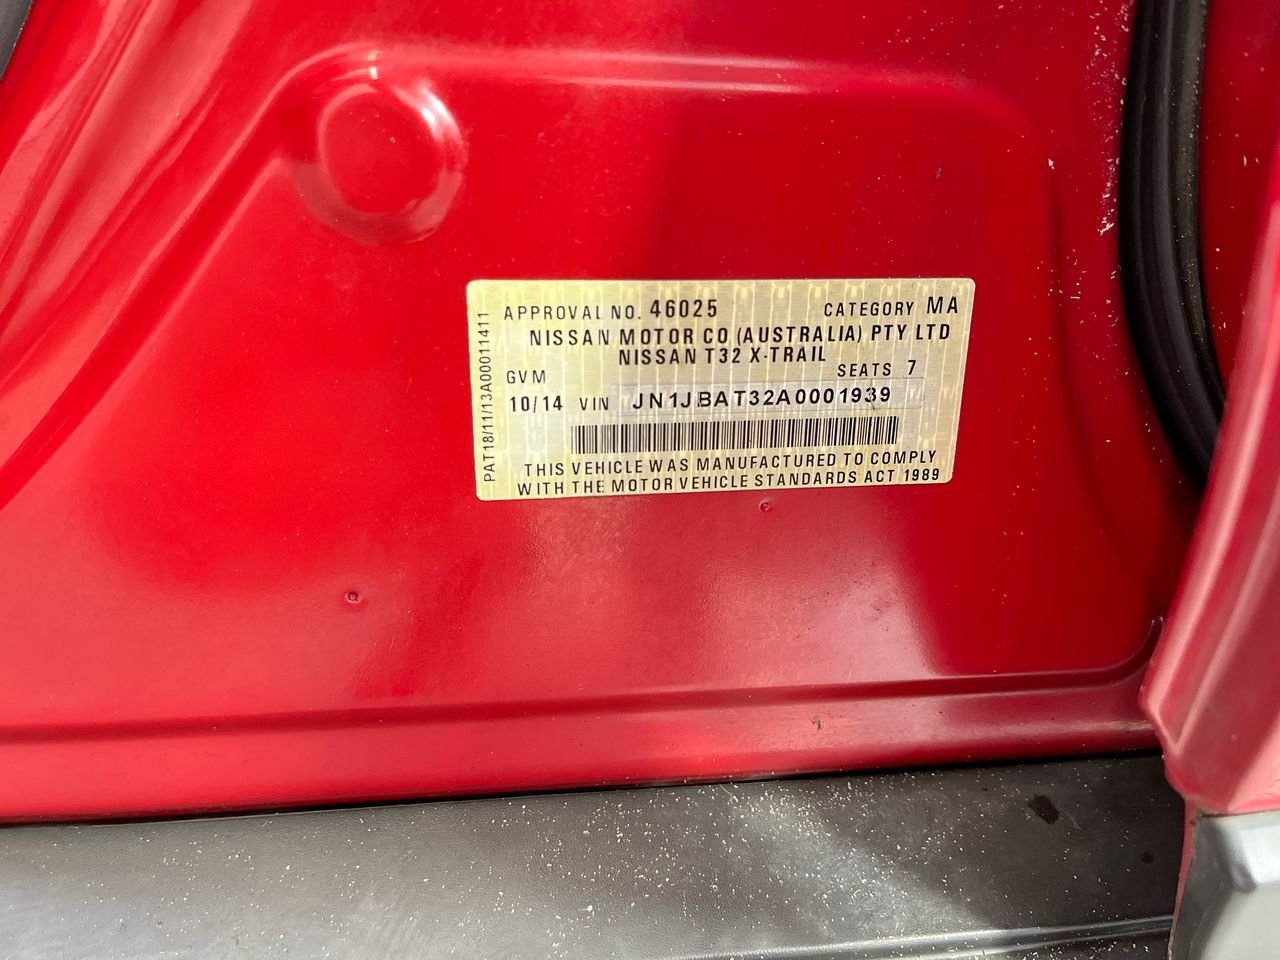 APPROVAL NO. 46025 CATEGORY MA
NISSAN MOTOR CO (AUSTRALIA) PTY LTD
NISSAN T32 X-TRAIL
GVM SEATS 7
10/14 VIN JN1JBAT32A0001939
THIS VEHICLE WAS MANUFACTURED TO COMPLY
WITH THE MOTOR VEHICLE STANDARDS ACT 1989
PAT18/11/13A00011411